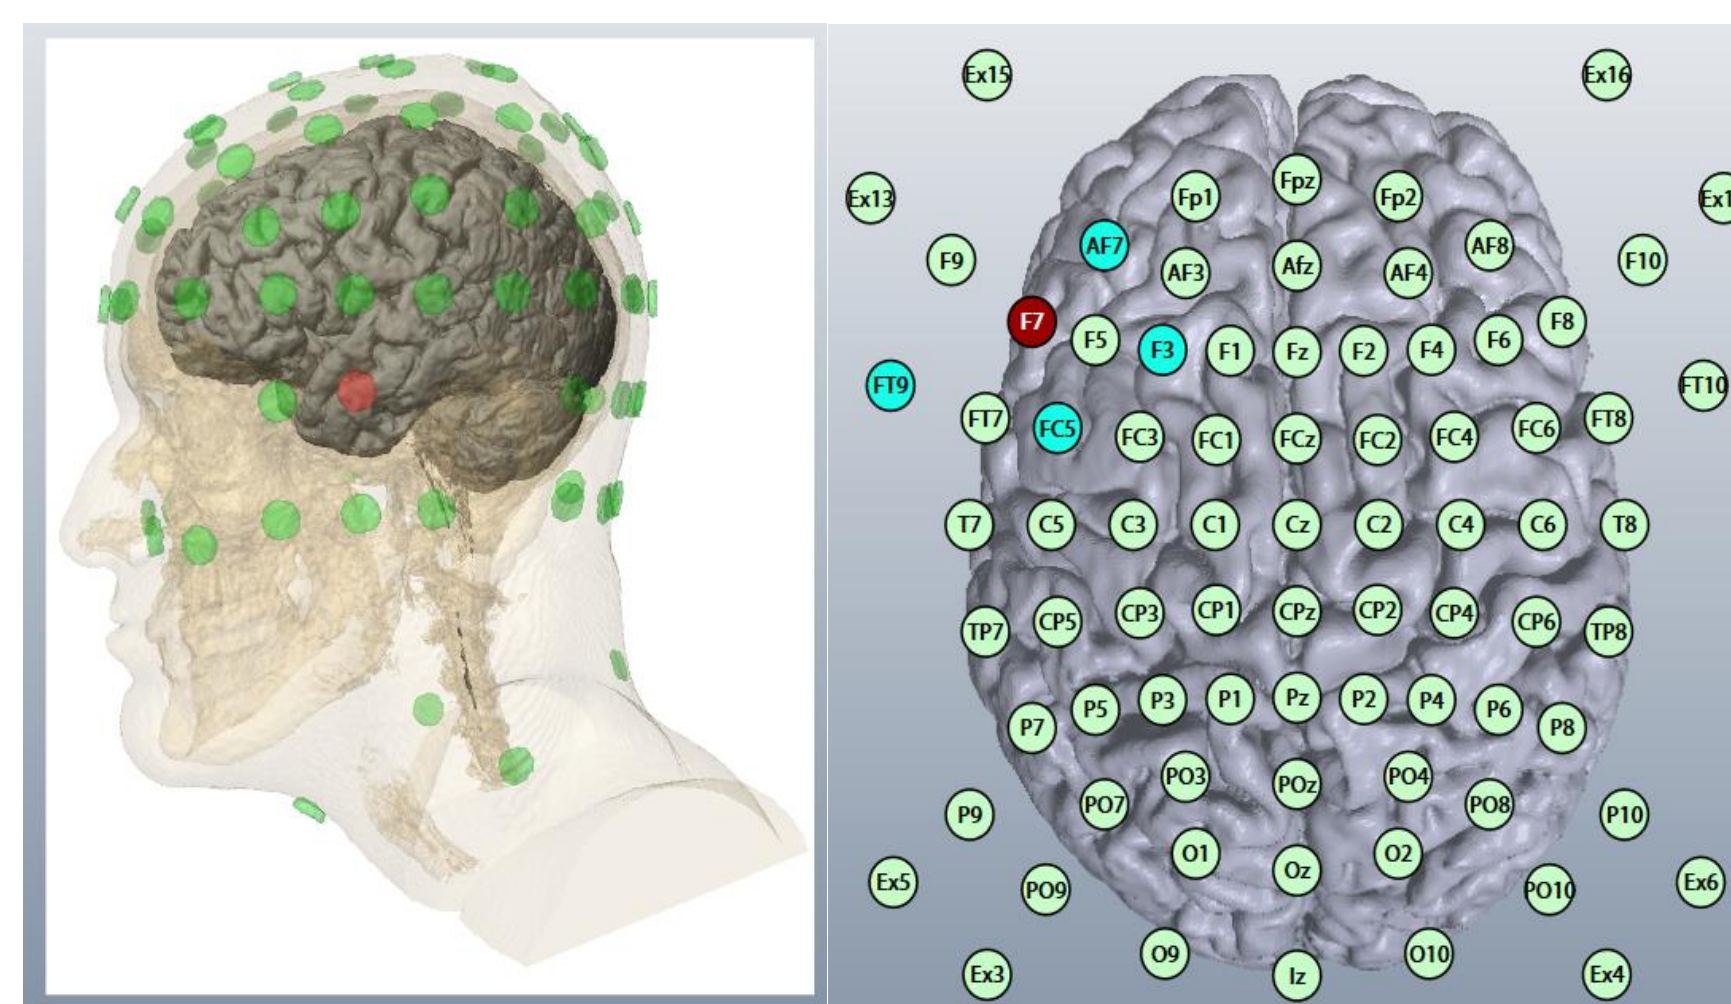 Ex15 Ex16
Fpz
Fp1 Fp2
Ex13 Ex1
AF7 AF8
F9 F10
AF3 Afz AF4
F7 F8
F5 F3 F1 Fz F2 F4 F6
FT9 FT10
FT7 FC5 FC3 FC1 FCz FC2 FC4 FC6 FT8
T7 C5 C3 C1 Cz C2 C4 C6 T8
TP7 CP5 CP3 CP1 CPz CP2 CP4 CP6 TP8
P7 P5 P3 P1 Pz P2 P4 P6 P8
PO3 POz PO4
P9 PO7 PO8 P10
O1 Oz O2
Ex5 PO9 PO10 Ex6
O9 O10
Ex3 Iz Ex4